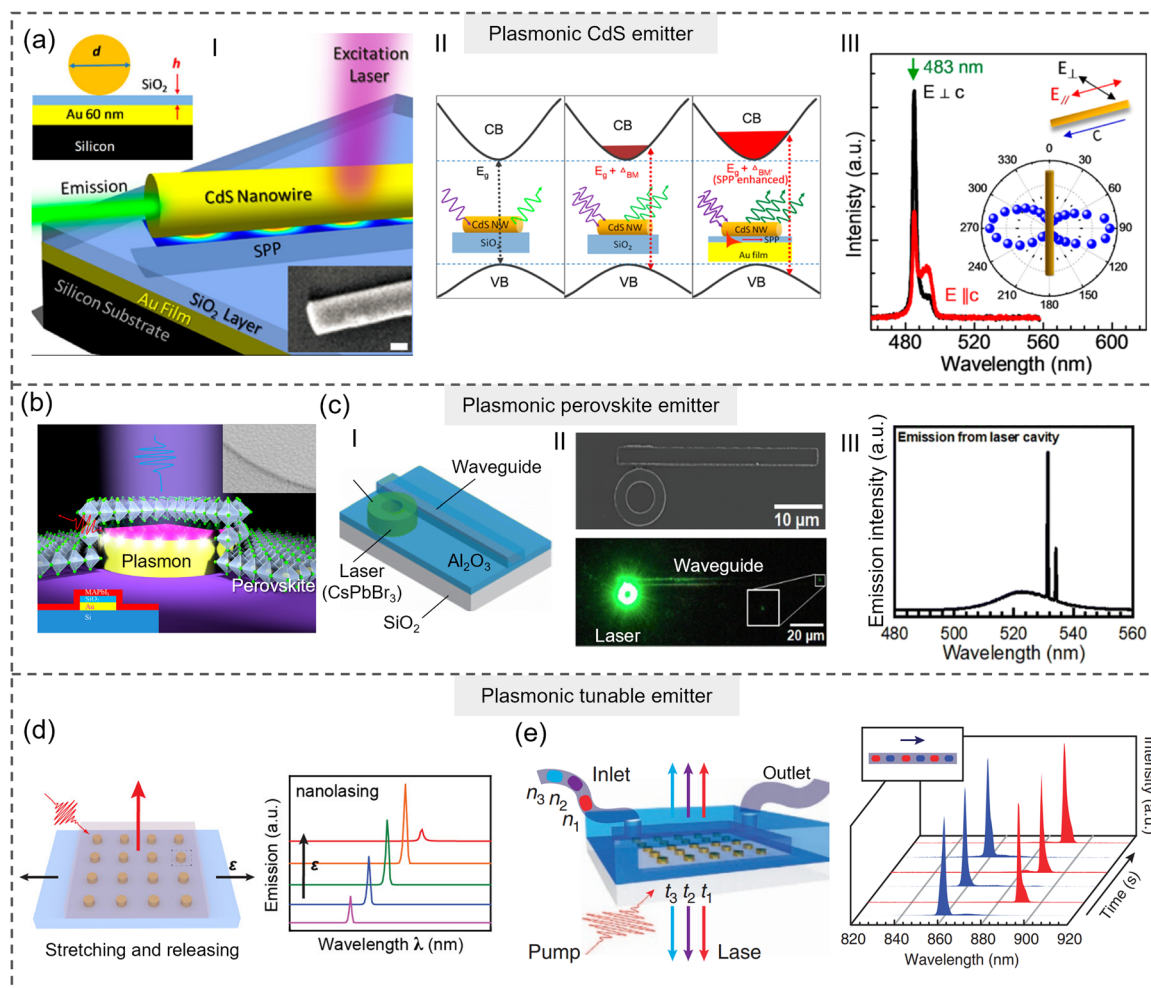 Plasmonic CdS emitter
(a)
I
d
h
SiO2
Au 60 nm
Silicon
Excitation
Laser
Emission
CdS Nanowire
SPP
SiO2 Layer
Au Film
Silicon Substrate
II
CB
CB
CB
Eg
Eg + △BM
Eg + △BM'
(SPP enhanced)
CdS NW
SiO2
CdS NW
SiO2
CdS NW
SPP
Au film
VB
VB
VB
III
483 nm
E ⊥ c
E⊥
E//
C
0
30
60
90
120
150
180
210
240
270
300
330
E ∥c
Intenisty (a.u.)
480 520 560 600
Wavelength (nm)
Plasmonic perovskite emitter
(b)
Plasmon
Perovskite
MAPbI3
SiO2
Au
Si
(c)
I
Waveguide
Al2O3
Laser
(CsPbBr3)
SiO2
II
10 µm
Waveguide
Laser
20 µm
III
Emission from laser cavity
Emission intensity (a.u.)
480 500 520 540 560
Wavelength (nm)
Plasmonic tunable emitter
(d)
ε
Stretching and releasing
nanolasing
ε
Emission (a.u.)
Wavelength λ (nm)
(e)
Inlet
Outlet
n3 n2
n1
t3 t2 t1
Pump
Lase
Intensity (a.u.)
Time (s)
820 840 860 880 900 920
Wavelength (nm)